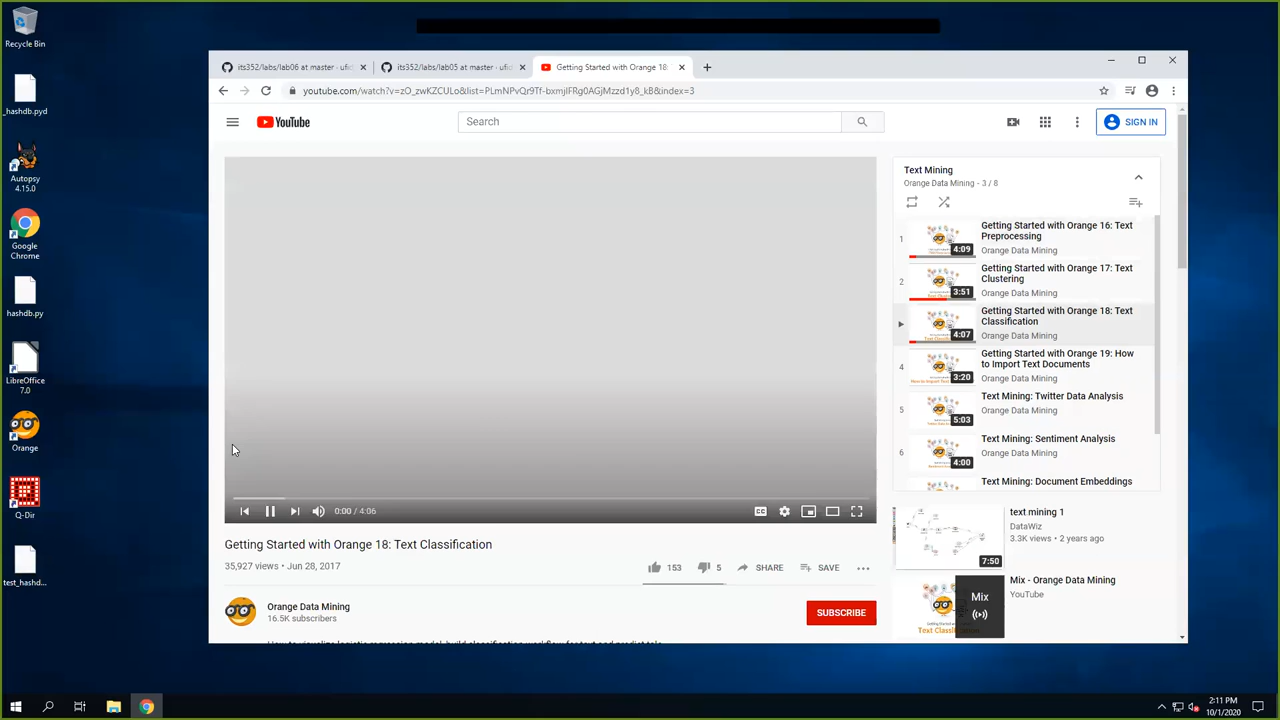 Recycle Bin
_hashdb.pyd
Autopsy
4.15.0
Google
Chrome
hashdb.py
LibreOffice
7.0
Orange
Q-Dir
test_hashd...
its352/labs/lab06 at master · ufid
its352/labs/lab05 at master · ufid
Getting Started with Orange 18:
youtube.com/watch?v=zO_zwKZCULo&list=PLmNPvQr9Tf-bxmjIFRg0AGjMzzd1y8_kB&index=3
YouTube
Search
SIGN IN
0:00 / 4:06
CC
Getting Started with Orange 18: Text Classification
35,927 views • Jun 28, 2017
153
5
SHARE
SAVE
Orange Data Mining
16.5K subscribers
SUBSCRIBE
Text Mining
Orange Data Mining - 3 / 8
1
4:09
Getting Started with Orange 16: Text
Preprocessing
Orange Data Mining
2
3:51
Getting Started with Orange 17: Text
Clustering
Orange Data Mining
4:07
Getting Started with Orange 18: Text
Classification
Orange Data Mining
4
3:20
Getting Started with Orange 19: How
to Import Text Documents
Orange Data Mining
5
5:03
Text Mining: Twitter Data Analysis
Orange Data Mining
6
4:00
Text Mining: Sentiment Analysis
Orange Data Mining
Text Mining: Document Embeddings
7:50
text mining 1
DataWiz
3.3K views • 2 years ago
Mix
Mix - Orange Data Mining
YouTube
2:11 PM
10/1/2020